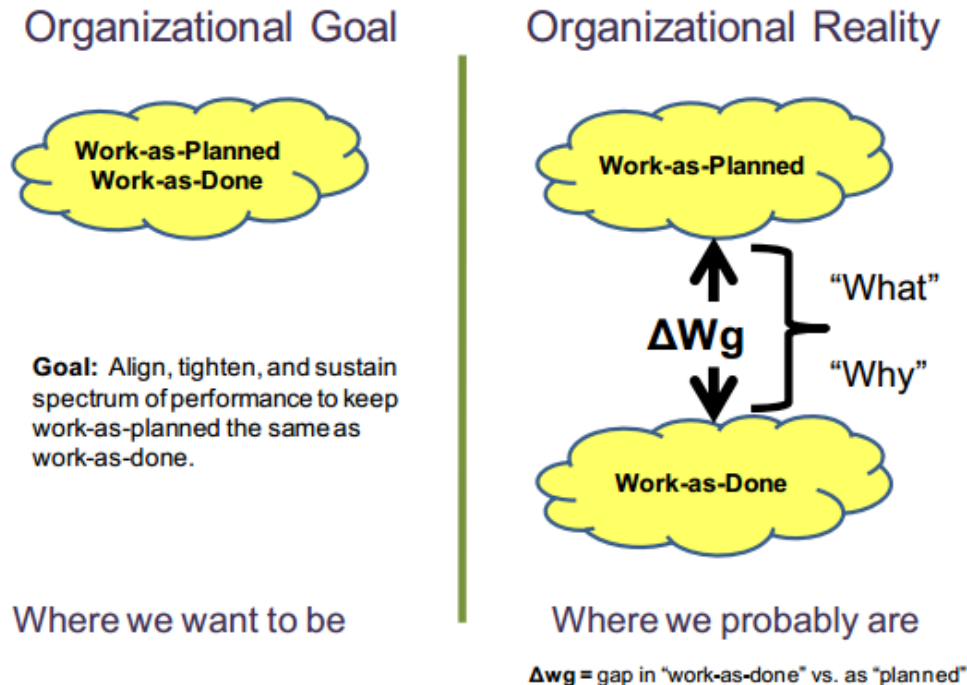 Organizational Goal
Work-as-Planned
Work-as-Done
Goal: Align, tighten, and sustain
spectrum of performance to keep
work-as-planned the same as
work-as-done.
Where we want to be
Organizational Reality
Work-as-Planned
ΔWg
“What”
“Why”
Work-as-Done
Where we probably are
Δwg = gap in “work-as-done” vs. as “planned”